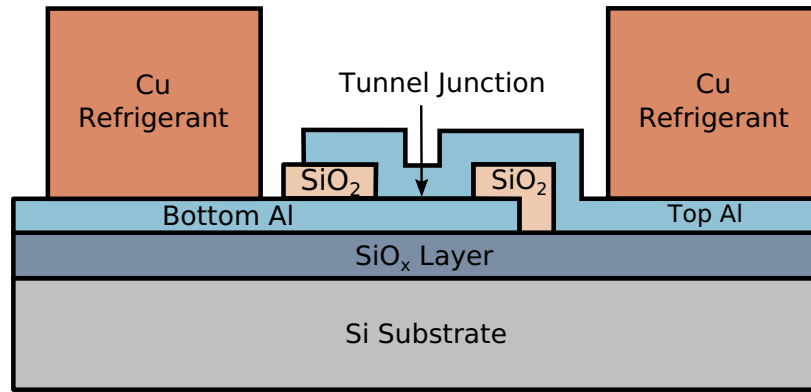 Cu
Refrigerant
Tunnel Junction
Cu
Refrigerant
SiO₂
SiO₂
Bottom Al
Top Al
SiOₓ Layer
Si Substrate